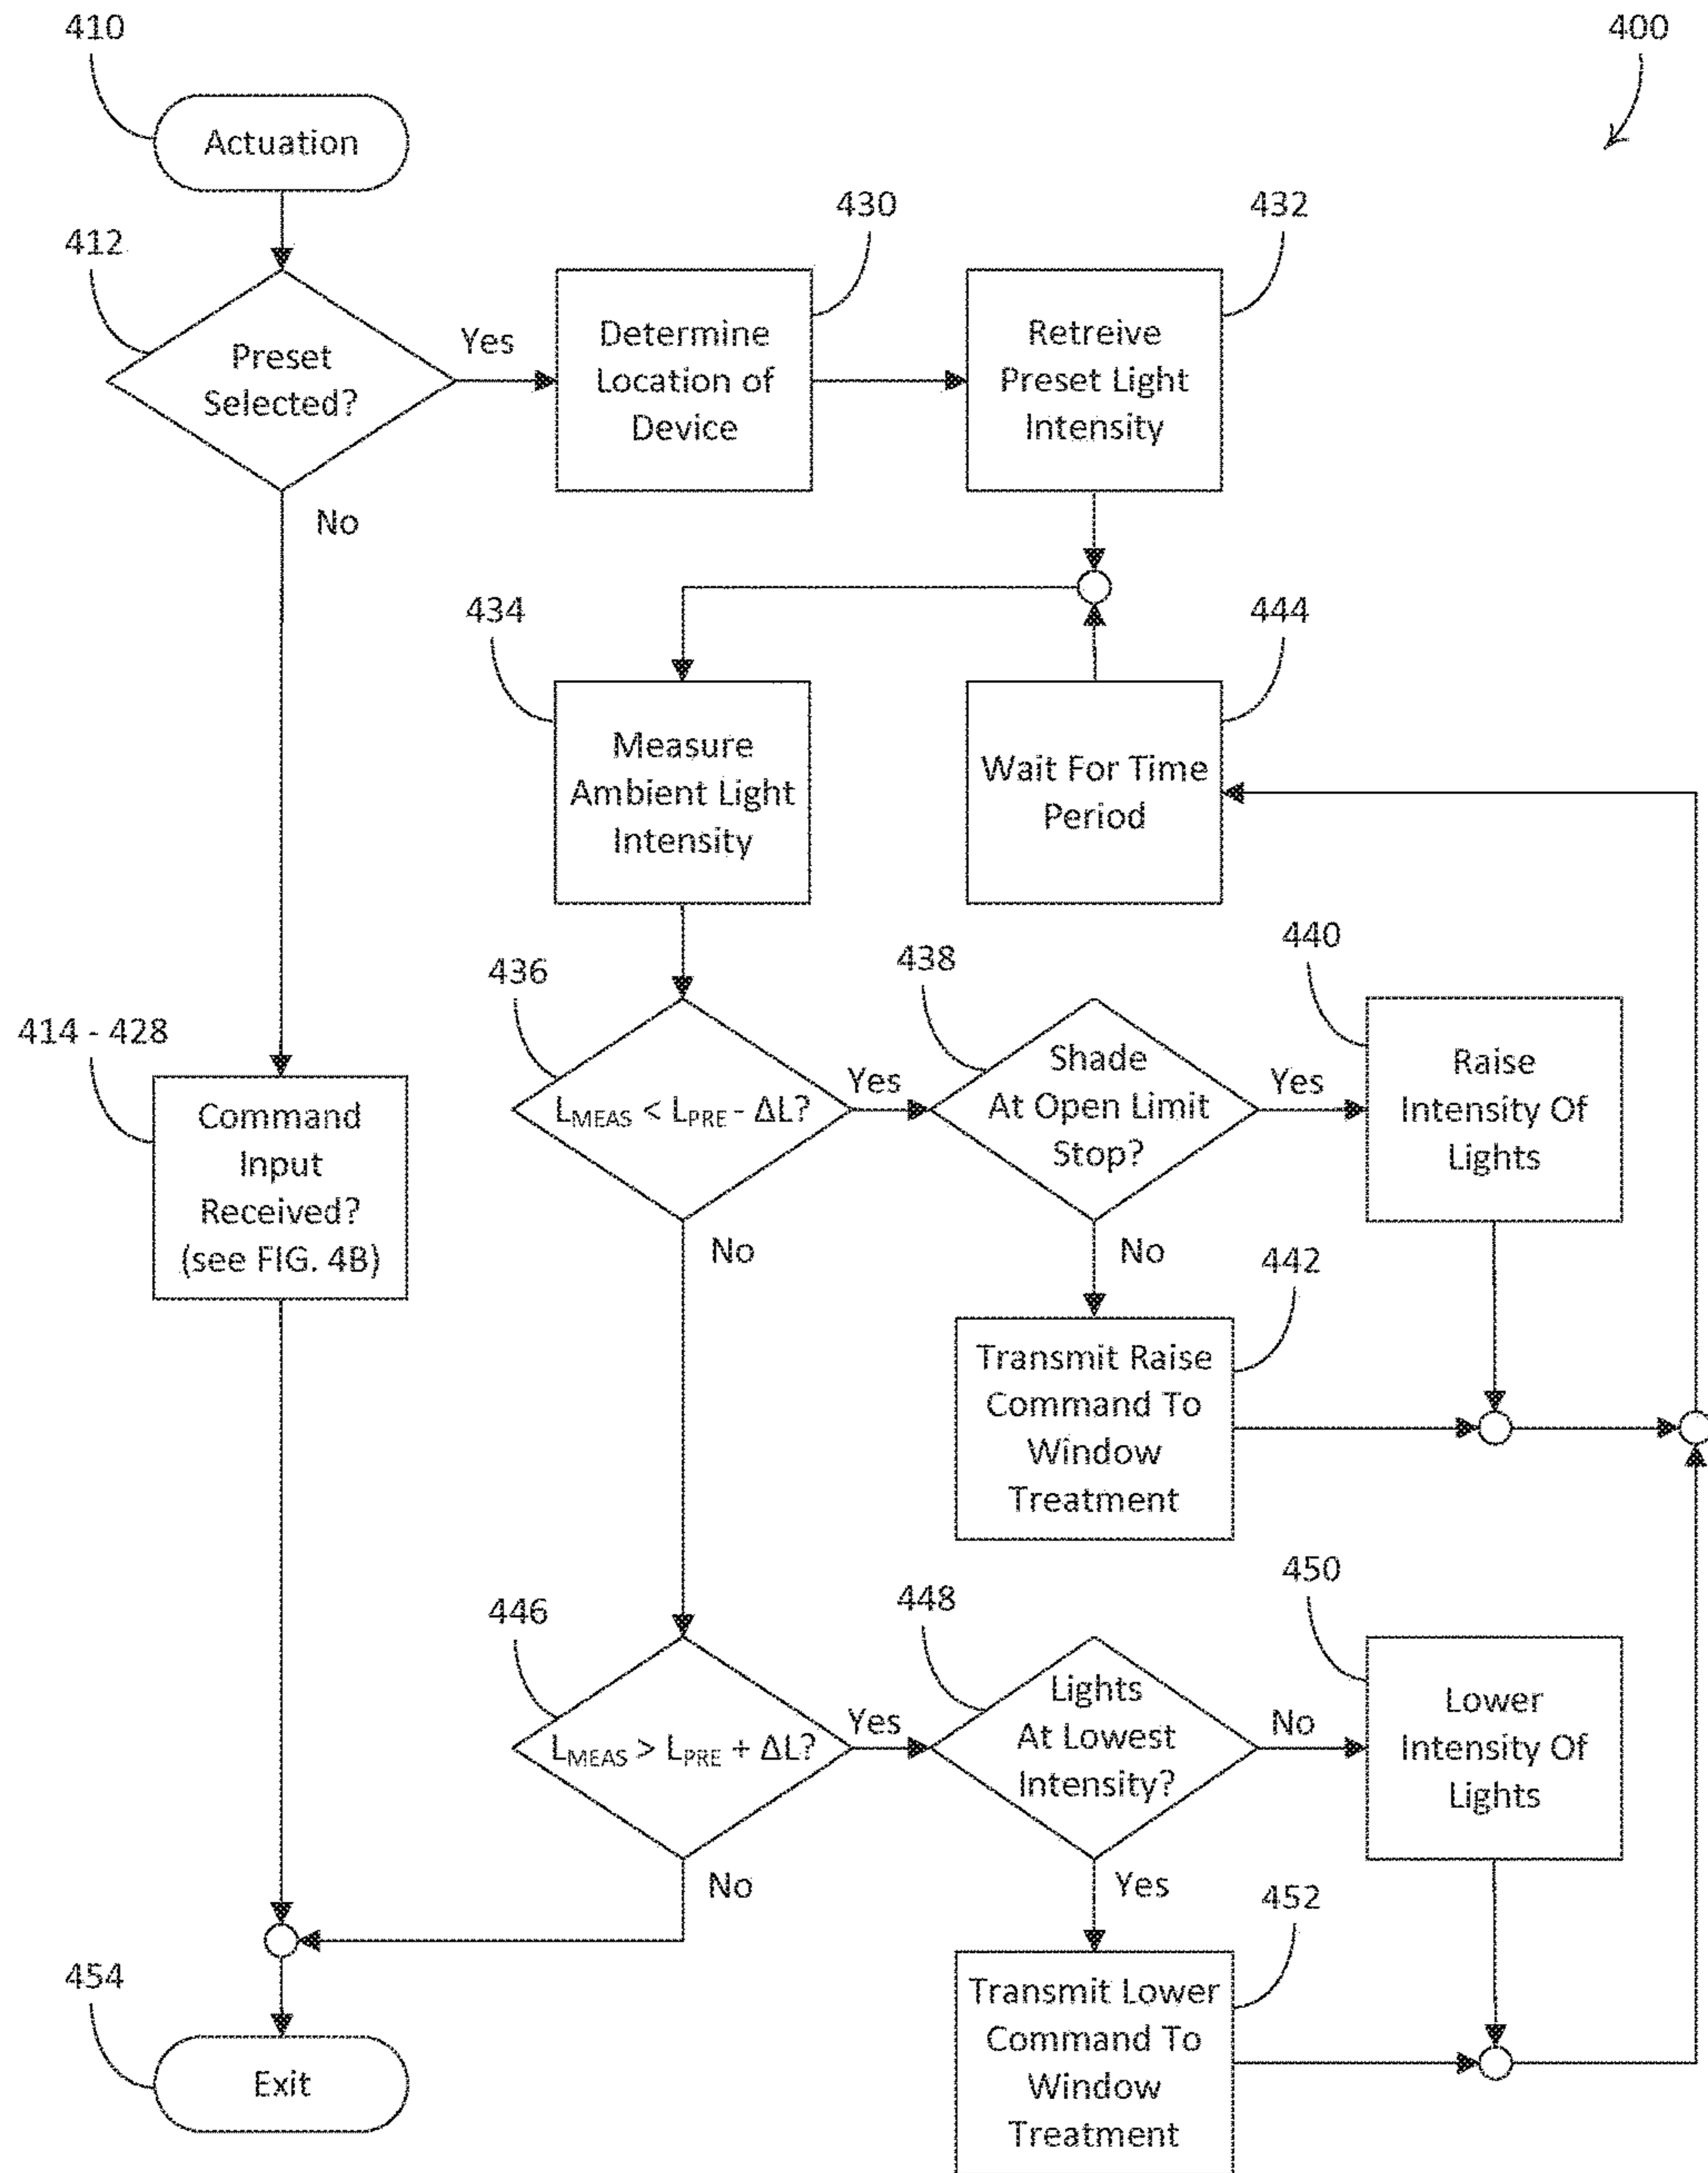 410
400
Actuation
412
430
432
Preset
Selected?
Yes
Determine
Location of
Device
Retreive
Preset Light
Intensity
No
434
444
Measure
Ambient Light
Intensity
Wait For Time
Period
436
438
440
414 - 428
Command
Input
Received?
(see FIG. 4B)
L_MEAS < L_PRE - ΔL?
Yes
Shade
At Open Limit
Stop?
Yes
Raise
Intensity Of
Lights
No
No
442
Transmit Raise
Command To
Window
Treatment
446
448
450
L_MEAS > L_PRE + ΔL?
Yes
Lights
At Lowest
Intensity?
No
Lower
Intensity Of
Lights
No
Yes
452
454
Transmit Lower
Command To
Window
Treatment
Exit